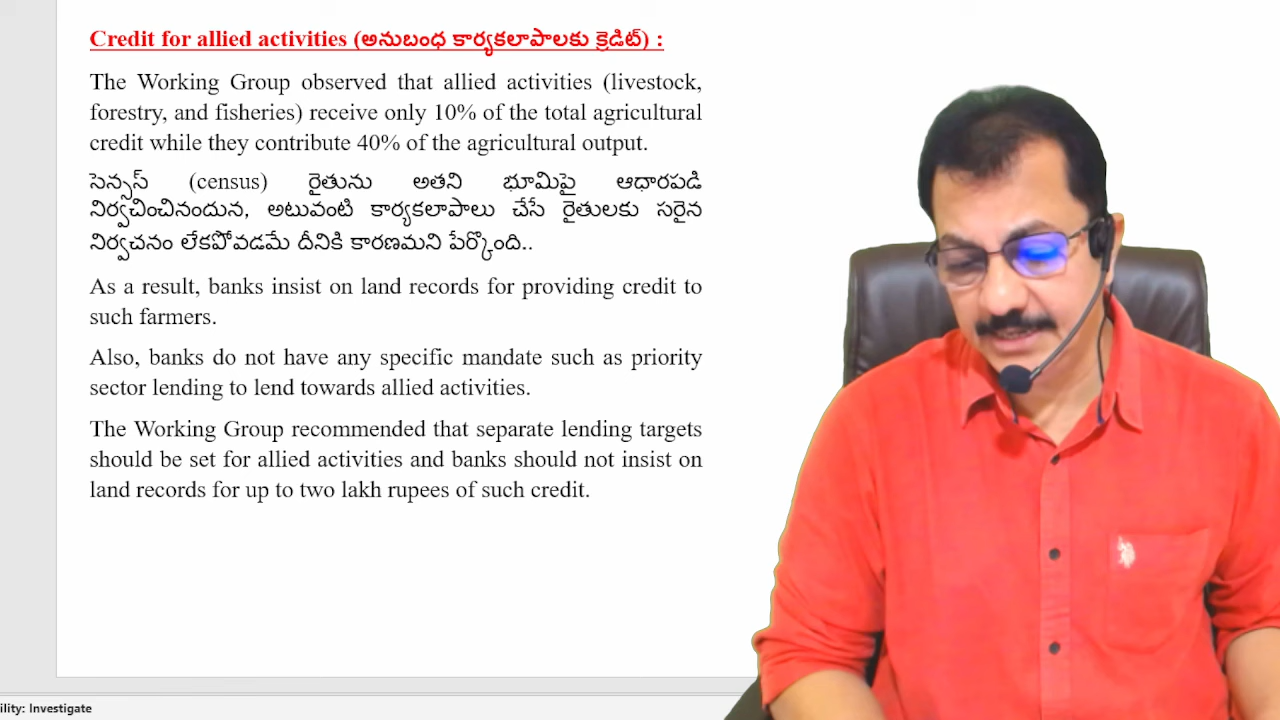 Credit for allied activities (అనుబంధ కార్యకలాపాలకు క్రెడిట్) :
The Working Group observed that allied activities (livestock,
forestry, and fisheries) receive only 10% of the total agricultural
credit while they contribute 40% of the agricultural output.
సెన్సస్ (census) రైతును అతని భూమిపై ఆధారపడి
నిర్వచించినందున, అటువంటి కార్యకలాపాలు చేసే రైతులకు సరైన
నిర్వచనం లేకపోవడమే దీనికి కారణమని పేర్కొంది..
As a result, banks insist on land records for providing credit to
such farmers.
Also, banks do not have any specific mandate such as priority
sector lending to lend towards allied activities.
The Working Group recommended that separate lending targets
should be set for allied activities and banks should not insist on
land records for up to two lakh rupees of such credit.
ility: Investigate